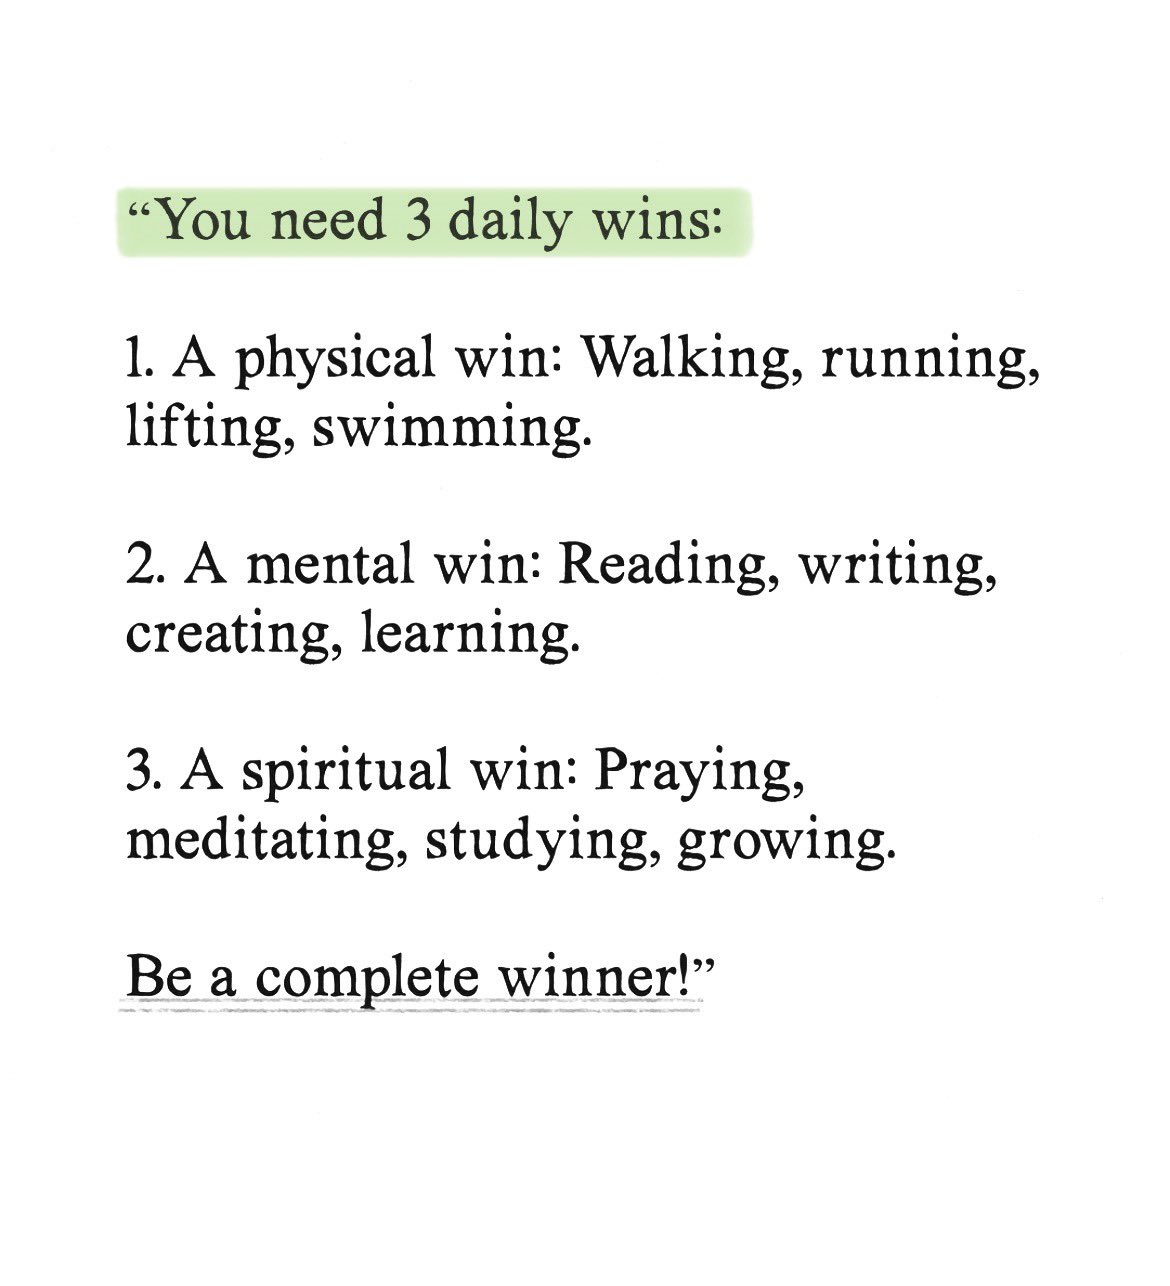 “You need 3 daily wins:
1. A physical win: Walking, running,
lifting, swimming.
2. A mental win: Reading, writing,
creating, learning.
3. A spiritual win: Praying,
meditating, studying, growing.
Be a complete winner!”